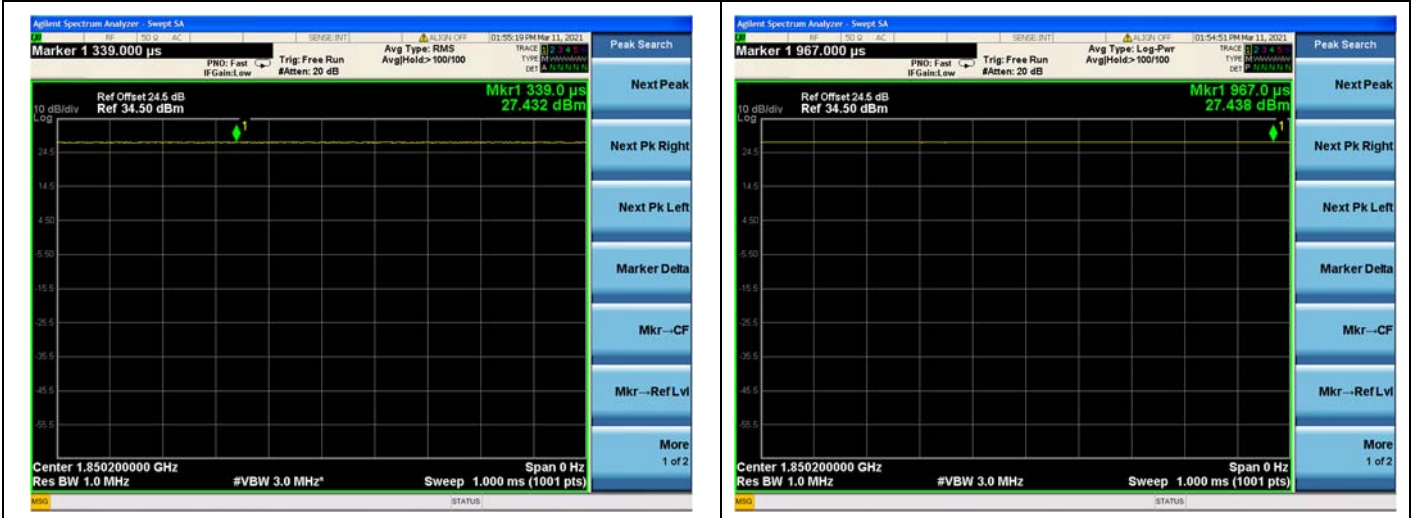 Agilent Spectrum Analyzer - Swept SA
RF 50 Ω AC SENSE:INT ALIGN OFF 01:55:19 PM Mar 11, 2021
Marker 1 339.000 µs
PNO: Fast
IFGain:Low
Trig: Free Run
#Atten: 20 dB
Avg Type: RMS
Avg|Hold:> 100/100
TRACE 1 2 3 4 5 6
TYPE M
DET A N N N N N
Ref Offset 24.5 dB
10 dB/div Ref 34.50 dBm
Log
Mkr1 339.0 µs
27.432 dBm
1
24.5
14.5
4.50
-5.50
-15.5
-25.5
-35.5
-45.5
-55.5
Center 1.850200000 GHz Span 0 Hz
Res BW 1.0 MHz #VBW 3.0 MHz* Sweep 1.000 ms (1001 pts)
MSG STATUS
Peak Search
Next Peak
Next Pk Right
Next Pk Left
Marker Delta
Mkr→CF
Mkr→Ref Lvl
More
1 of 2
Agilent Spectrum Analyzer - Swept SA
RF 50 Ω AC SENSE:INT ALIGN OFF 01:54:51 PM Mar 11, 2021
Marker 1 967.000 µs
PNO: Fast
IFGain:Low
Trig: Free Run
#Atten: 20 dB
Avg Type: Log-Pwr
Avg|Hold:> 100/100
TRACE 1 2 3 4 5 6
TYPE M
DET P N N N N N
Ref Offset 24.5 dB
10 dB/div Ref 34.50 dBm
Log
Mkr1 967.0 µs
27.438 dBm
1
24.5
14.5
4.50
-5.50
-15.5
-25.5
-35.5
-45.5
-55.5
Center 1.850200000 GHz Span 0 Hz
Res BW 1.0 MHz #VBW 3.0 MHz Sweep 1.000 ms (1001 pts)
MSG STATUS
Peak Search
Next Peak
Next Pk Right
Next Pk Left
Marker Delta
Mkr→CF
Mkr→Ref Lvl
More
1 of 2